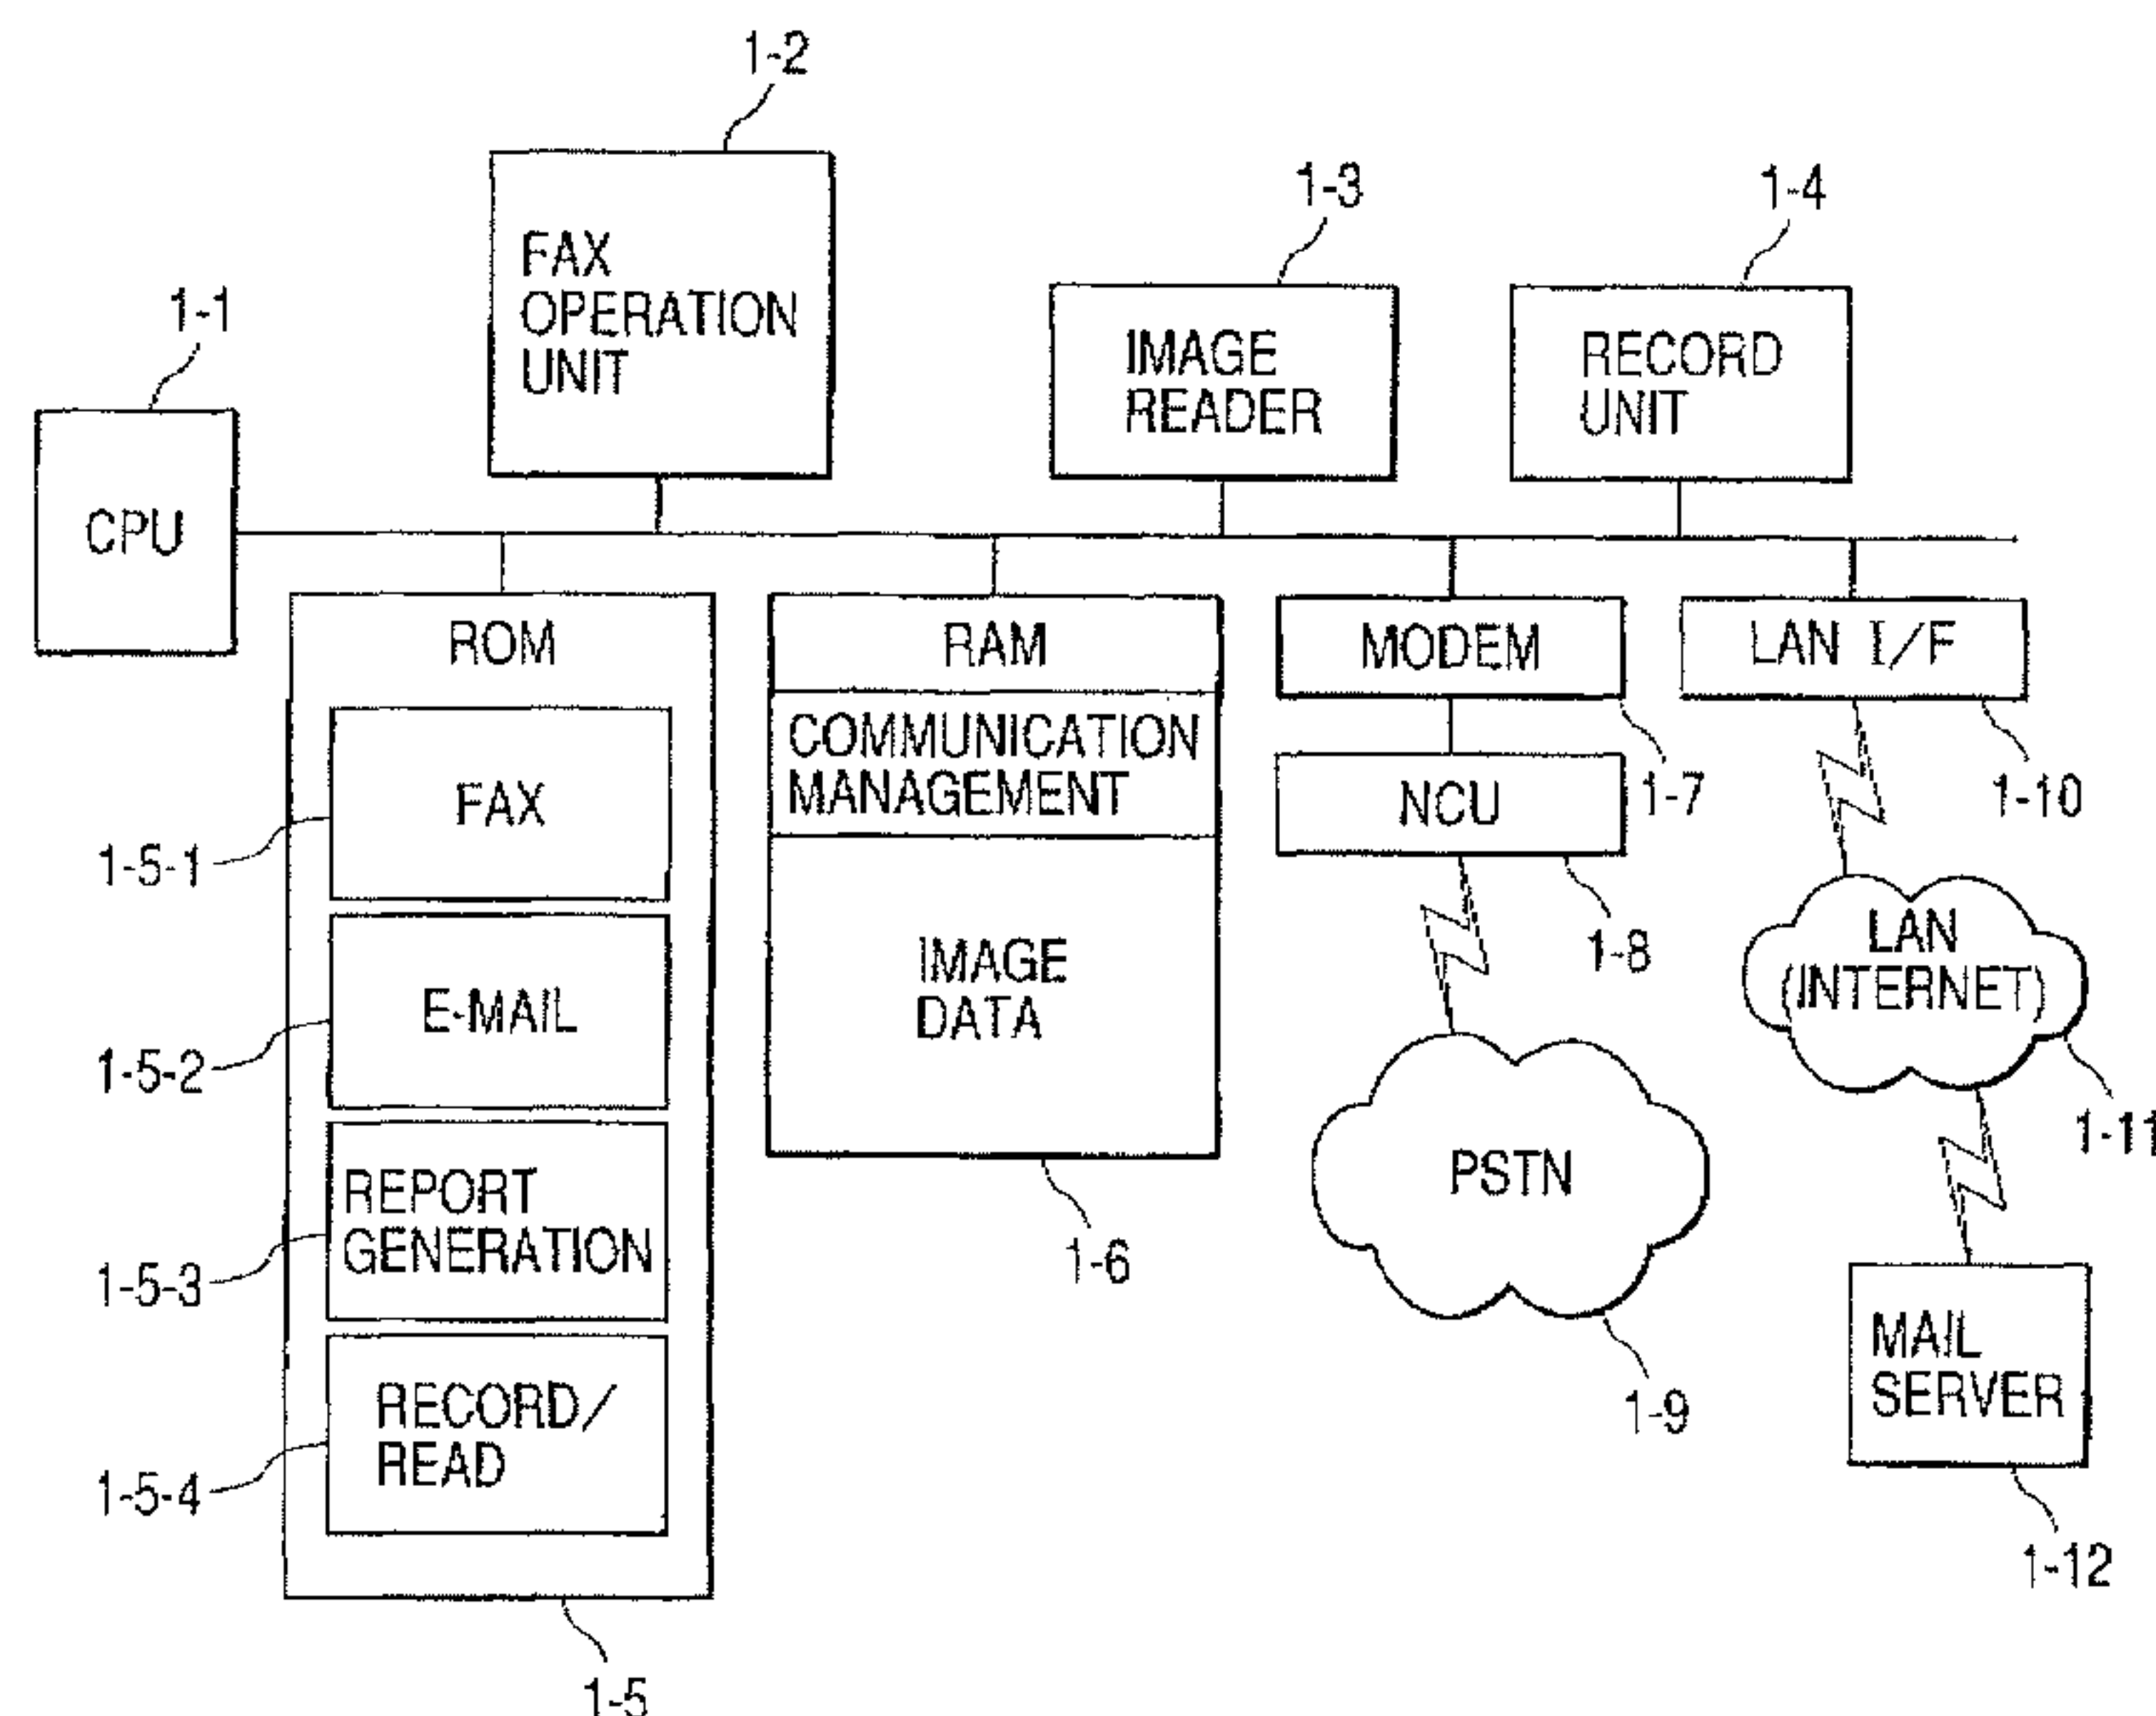 1-2
1-3
1-4
1-1
FAX
OPERATION
UNIT
IMAGE
READER
RECORD
UNIT
CPU
ROM
RAM
MODEM
LAN I/F
COMMUNICATION
MANAGEMENT
1-7
1-10
FAX
NCU
1-5-1
1-8
LAN
(INTERNET)
E-MAIL
IMAGE
DATA
1-5-2
1-11
PSTN
REPORT
GENERATION
1-5-3
1-6
MAIL
SERVER
1-9
RECORD/
READ
1-5-4
1-12
1-5